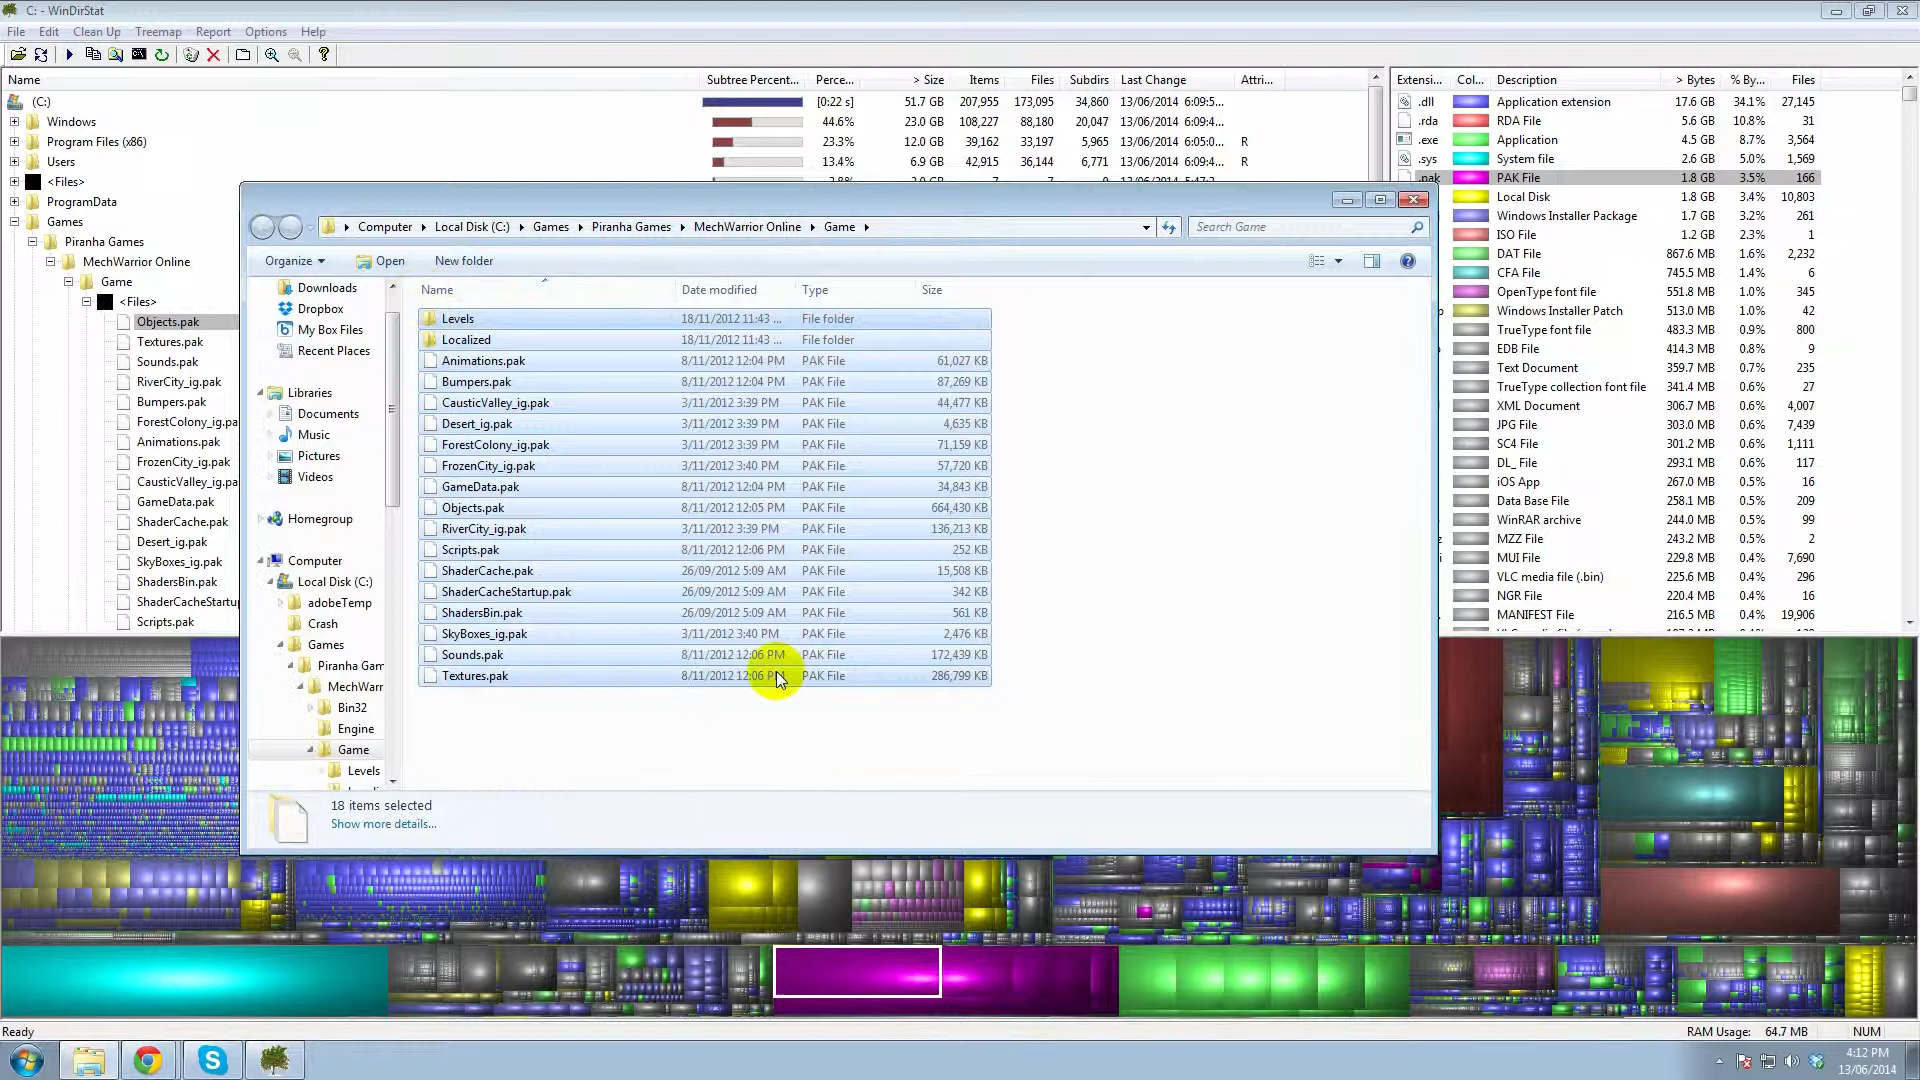 C: - WinDirStat
File Edit Clean Up Treemap Report Options Help
Name Subtree Percent... Perce... > Size Items Files Subdirs Last Change Attri...
(C:) [0:22 s] 51.7 GB 207,955 173,095 34,860 13/06/2014 6:09:5...
Windows 44.6% 23.0 GB 108,227 88,180 20,047 13/06/2014 6:09:4...
Program Files (x86) 23.3% 12.0 GB 39,162 33,197 5,965 13/06/2014 6:05:0... R
Users 13.4% 6.9 GB 42,915 36,144 6,771 13/06/2014 6:09:4... R
<Files>
ProgramData
Games
Piranha Games
MechWarrior Online
Game
<Files>
Objects.pak
Textures.pak
Sounds.pak
RiverCity_ig.pak
Bumpers.pak
ForestColony_ig.pa
Animations.pak
FrozenCity_ig.pak
CausticValley_ig.pa
GameData.pak
ShaderCache.pak
Desert_ig.pak
SkyBoxes_ig.pak
ShadersBin.pak
ShaderCacheStartup
Scripts.pak
Extensi... Col... Description > Bytes % By... Files
.dll Application extension 17.6 GB 34.1% 27,145
.rda RDA File 5.6 GB 10.8% 31
.exe Application 4.5 GB 8.7% 3,564
.sys System file 2.6 GB 5.0% 1,569
.pak PAK File 1.8 GB 3.5% 166
Local Disk 1.8 GB 3.4% 10,803
Windows Installer Package 1.7 GB 3.2% 261
ISO File 1.2 GB 2.3% 1
DAT File 867.6 MB 1.6% 2,232
CFA File 745.5 MB 1.4% 6
OpenType font file 551.8 MB 1.0% 345
Windows Installer Patch 513.0 MB 1.0% 42
TrueType font file 483.3 MB 0.9% 800
EDB File 414.3 MB 0.8% 9
Text Document 359.7 MB 0.7% 235
TrueType collection font file 341.4 MB 0.6% 27
XML Document 306.7 MB 0.6% 4,007
JPG File 303.0 MB 0.6% 7,439
SC4 File 301.2 MB 0.6% 1,111
DL_ File 293.1 MB 0.6% 117
iOS App 267.0 MB 0.5% 16
Data Base File 258.1 MB 0.5% 209
WinRAR archive 244.0 MB 0.5% 99
MZZ File 243.2 MB 0.5% 2
MUI File 229.8 MB 0.4% 7,690
VLC media file (.bin) 225.6 MB 0.4% 296
NGR File 220.4 MB 0.4% 16
MANIFEST File 216.5 MB 0.4% 19,906
Computer Local Disk (C:) Games Piranha Games MechWarrior Online Game
Search Game
Organize Open New folder
Downloads
Dropbox
My Box Files
Recent Places
Libraries
Documents
Music
Pictures
Videos
Homegroup
Computer
Local Disk (C:)
adobeTemp
Crash
Games
Piranha Gam
MechWarr
Bin32
Engine
Game
Levels
Name Date modified Type Size
Levels 18/11/2012 11:43 ... File folder
Localized 18/11/2012 11:43 ... File folder
Animations.pak 8/11/2012 12:04 PM PAK File 61,027 KB
Bumpers.pak 8/11/2012 12:04 PM PAK File 87,269 KB
CausticValley_ig.pak 3/11/2012 3:39 PM PAK File 44,477 KB
Desert_ig.pak 3/11/2012 3:39 PM PAK File 4,635 KB
ForestColony_ig.pak 3/11/2012 3:39 PM PAK File 71,159 KB
FrozenCity_ig.pak 3/11/2012 3:40 PM PAK File 57,720 KB
GameData.pak 8/11/2012 12:04 PM PAK File 34,843 KB
Objects.pak 8/11/2012 12:05 PM PAK File 664,430 KB
RiverCity_ig.pak 3/11/2012 3:39 PM PAK File 136,213 KB
Scripts.pak 8/11/2012 12:06 PM PAK File 252 KB
ShaderCache.pak 26/09/2012 5:09 AM PAK File 15,508 KB
ShaderCacheStartup.pak 26/09/2012 5:09 AM PAK File 342 KB
ShadersBin.pak 26/09/2012 5:09 AM PAK File 561 KB
SkyBoxes_ig.pak 3/11/2012 3:40 PM PAK File 2,476 KB
Sounds.pak 8/11/2012 12:06 PM PAK File 172,439 KB
Textures.pak 8/11/2012 12:06 PAK File 286,799 KB
18 items selected
Show more details...
Ready RAM Usage: 64.7 MB NUM
4:12 PM
13/06/2014